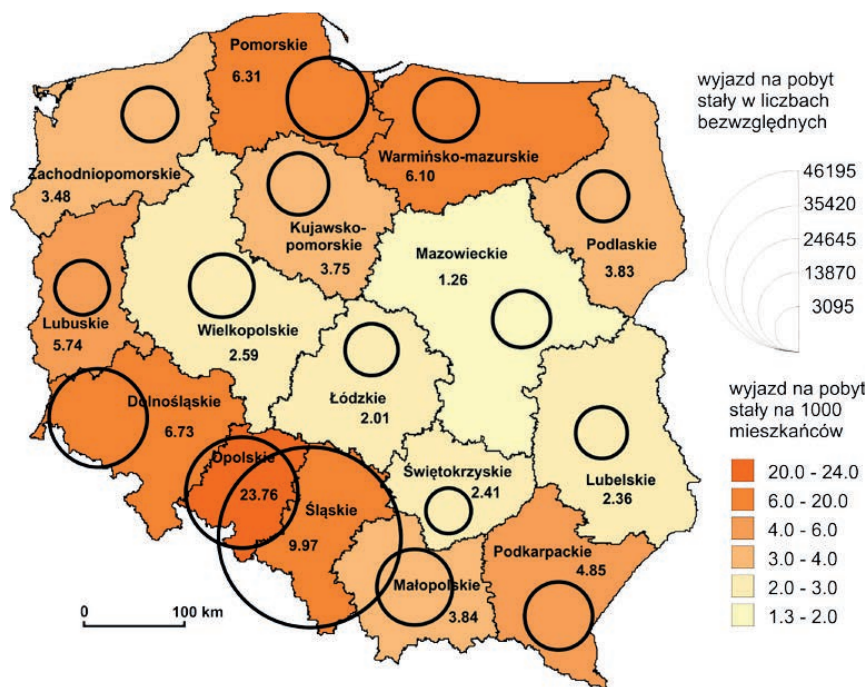 Pomorskie
6.31
Warmińsko-mazurskie
6.10
Zachodniopomorskie
3.48
Kujawsko-
pomorskie
3.75
Podlaskie
3.83
Mazowieckie
1.26
Lubuskie
5.74
Wielkopolskie
2.59
Łódzkie
2.01
Dolnośląskie
6.73
Opolskie
23.76
Śląskie
9.97
Świętokrzyskie
2.41
Lubelskie
2.36
Podkarpackie
4.85
Małopolskie
3.84
0
100 km
wyjazd na pobyt
stały w liczbach
bezwzględnych
46195
35420
24645
13870
3095
wyjazd na pobyt
stały na 1000
mieszkańców
20.0 - 24.0
6.0 - 20.0
4.0 - 6.0
3.0 - 4.0
2.0 - 3.0
1.3 - 2.0